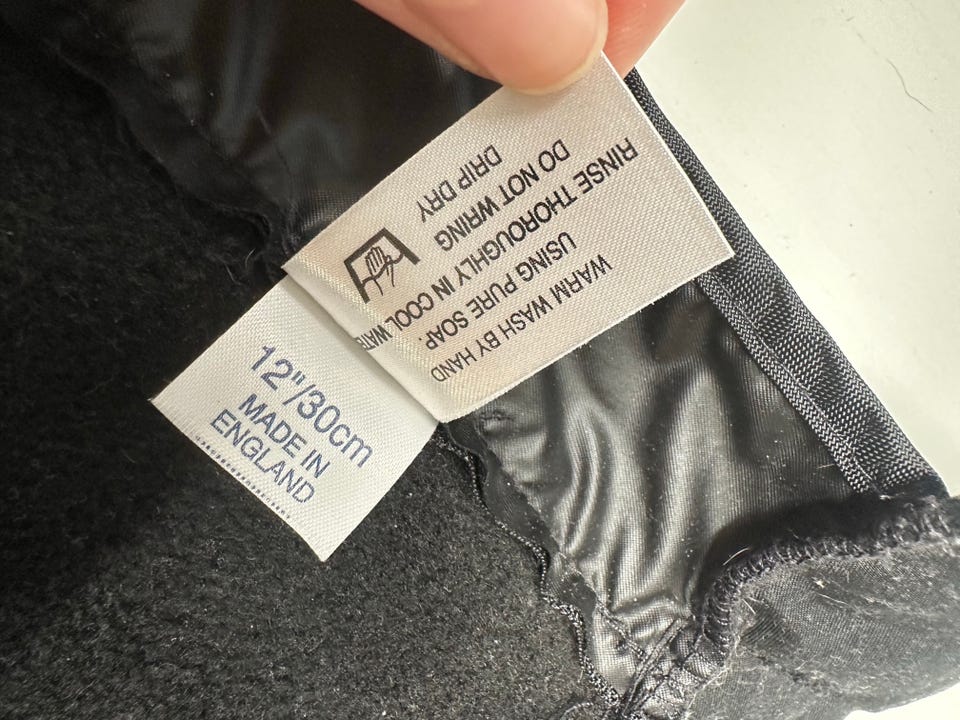 WARM WASH BY HAND
USING PURE SOAP.
RINSE THOROUGHLY IN COOL WATE
DO NOT WRING
DRIP DRY
12"/30cm
MADE IN
ENGLAND